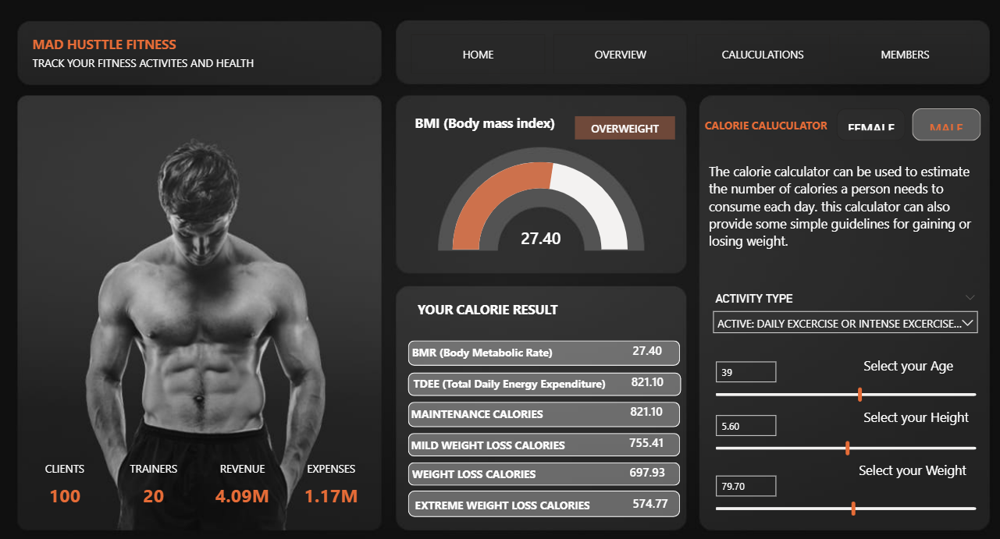 MAD HUSTTLE FITNESS
TRACK YOUR FITNESS ACTIVITES AND HEALTH
HOME
OVERVIEW
CALUCULATIONS
MEMBERS
CLIENTS
TRAINERS
REVENUE
EXPENSES
100
20
4.09M
1.17M
BMI (Body mass index)
OVERWEIGHT
27.40
YOUR CALORIE RESULT
BMR (Body Metabolic Rate) 27.40
TDEE (Total Daily Energy Expenditure) 821.10
MAINTENANCE CALORIES 821.10
MILD WEIGHT LOSS CALORIES 755.41
WEIGHT LOSS CALORIES 697.93
EXTREME WEIGHT LOSS CALORIES 574.77
CALORIE CALUCULATOR
FEMALE
MALE
The calorie calculator can be used to estimate
the number of calories a person needs to
consume each day. this calculator can also
provide some simple guidelines for gaining or
losing weight.
ACTIVITY TYPE
ACTIVE: DAILY EXCERCISE OR INTENSE EXCERCISE...
Select your Age
39
Select your Height
5.60
Select your Weight
79.70